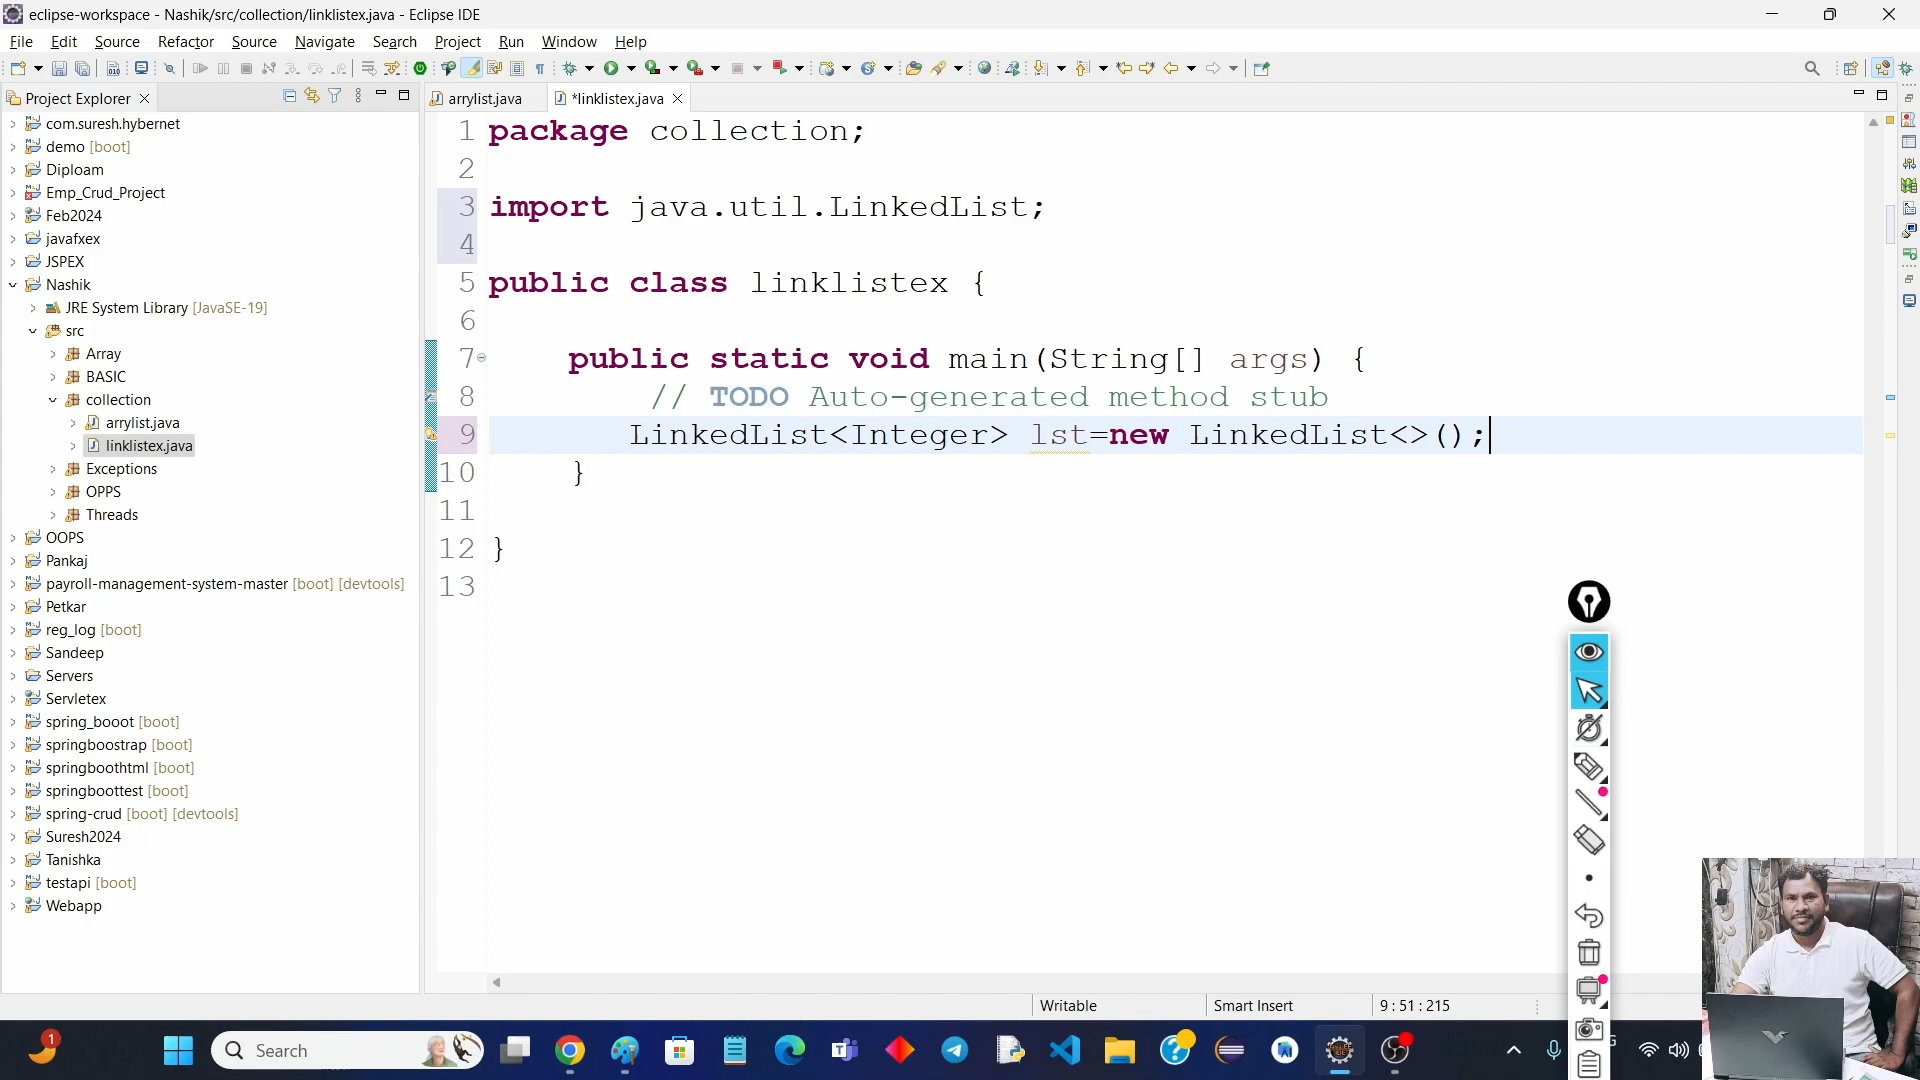 eclipse-workspace - Nashik/src/collection/linklistex.java - Eclipse IDE
File Edit Source Refactor Source Navigate Search Project Run Window Help
Project Explorer
arrylist.java
*linklistex.java
com.suresh.hybernet
demo [boot]
Diploam
Emp_Crud_Project
Feb2024
javafxex
JSPEX
Nashik
JRE System Library [JavaSE-19]
src
Array
BASIC
collection
arrylist.java
linklistex.java
Exceptions
OPPS
Threads
OOPS
Pankaj
payroll-management-system-master [boot] [devtools]
Petkar
reg_log [boot]
Sandeep
Servers
Servletex
spring_booot [boot]
springboostrap [boot]
springboothtml [boot]
springboottest [boot]
spring-crud [boot] [devtools]
Suresh2024
Tanishka
testapi [boot]
Webapp
1 package collection;
2
3 import java.util.LinkedList;
4
5 public class linklistex {
6
7 public static void main(String[] args) {
8 // TODO Auto-generated method stub
9 LinkedList<Integer> lst=new LinkedList<>();
10 }
11
12 }
13
Writable
Smart Insert
9 : 51 : 215
1
Search